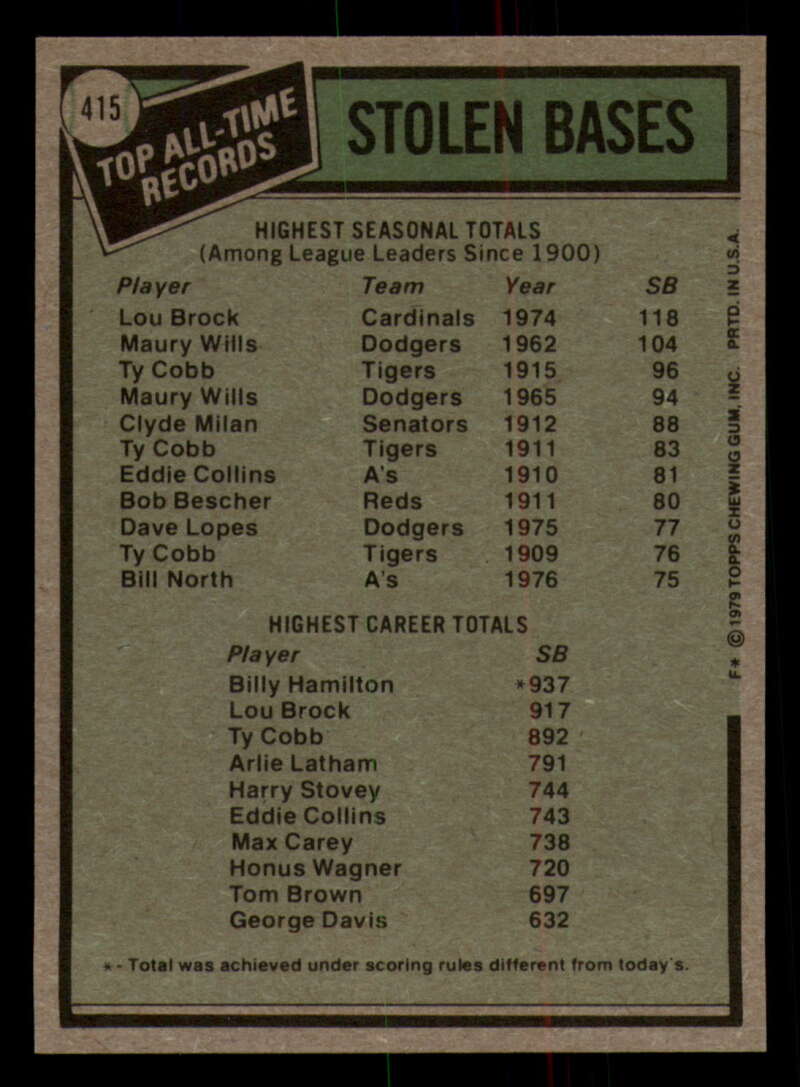 415
TOP ALL-TIME
RECORDS
STOLEN BASES
HIGHEST SEASONAL TOTALS
(Among League Leaders Since 1900)
Player Team Year SB
Lou Brock Cardinals 1974 118
Maury Wills Dodgers 1962 104
Ty Cobb Tigers 1915 96
Maury Wills Dodgers 1965 94
Clyde Milan Senators 1912 88
Ty Cobb Tigers 1911 83
Eddie Collins A's 1910 81
Bob Bescher Reds 1911 80
Dave Lopes Dodgers 1975 77
Ty Cobb Tigers 1909 76
Bill North A's 1976 75
HIGHEST CAREER TOTALS
Player SB
Billy Hamilton *937
Lou Brock 917
Ty Cobb 892
Arlie Latham 791
Harry Stovey 744
Eddie Collins 743
Max Carey 738
Honus Wagner 720
Tom Brown 697
George Davis 632
* - Total was achieved under scoring rules different from today's.
F* © 1979 TOPPS CHEWING GUM, INC. PRTD. IN U.S.A.